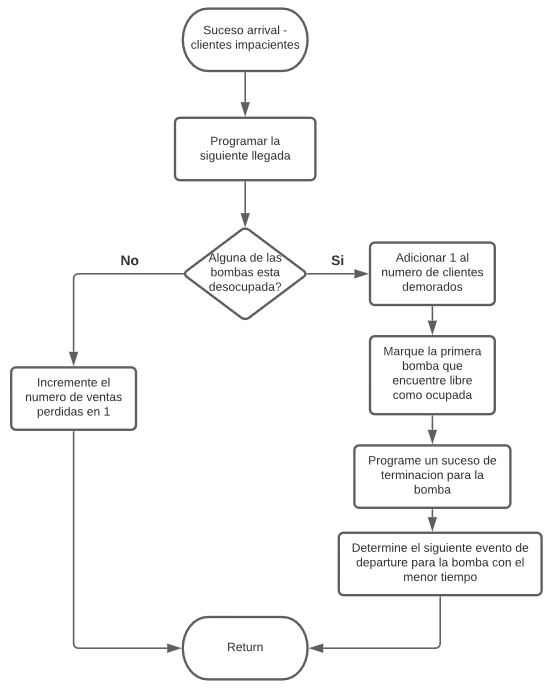 Suceso arrival -
clientes impacientes
Programar la
siguiente llegada
Alguna de las
bombas esta
desocupada?
No
Si
Adicionar 1 al
numero de clientes
demorados
Marque la primera
bomba que
encuentre libre
como ocupada
Incremente el
numero de ventas
perdidas en 1
Programe un suceso de
terminacion para la
bomba
Determine el siguiente evento de
departure para la bomba con el
menor tiempo
Return